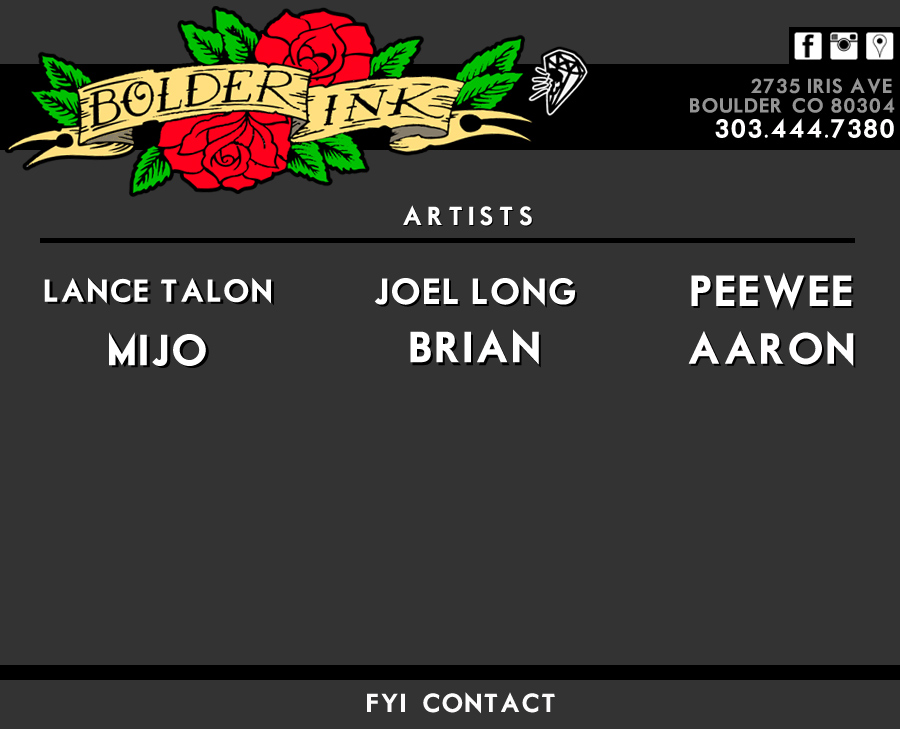 BOLDER INK
2735 IRIS AVE
BOULDER CO 80304
303.444.7380
ARTISTS
LANCE TALON JOEL LONG PEEWEE
MIJO BRIAN AARON
FYI CONTACT